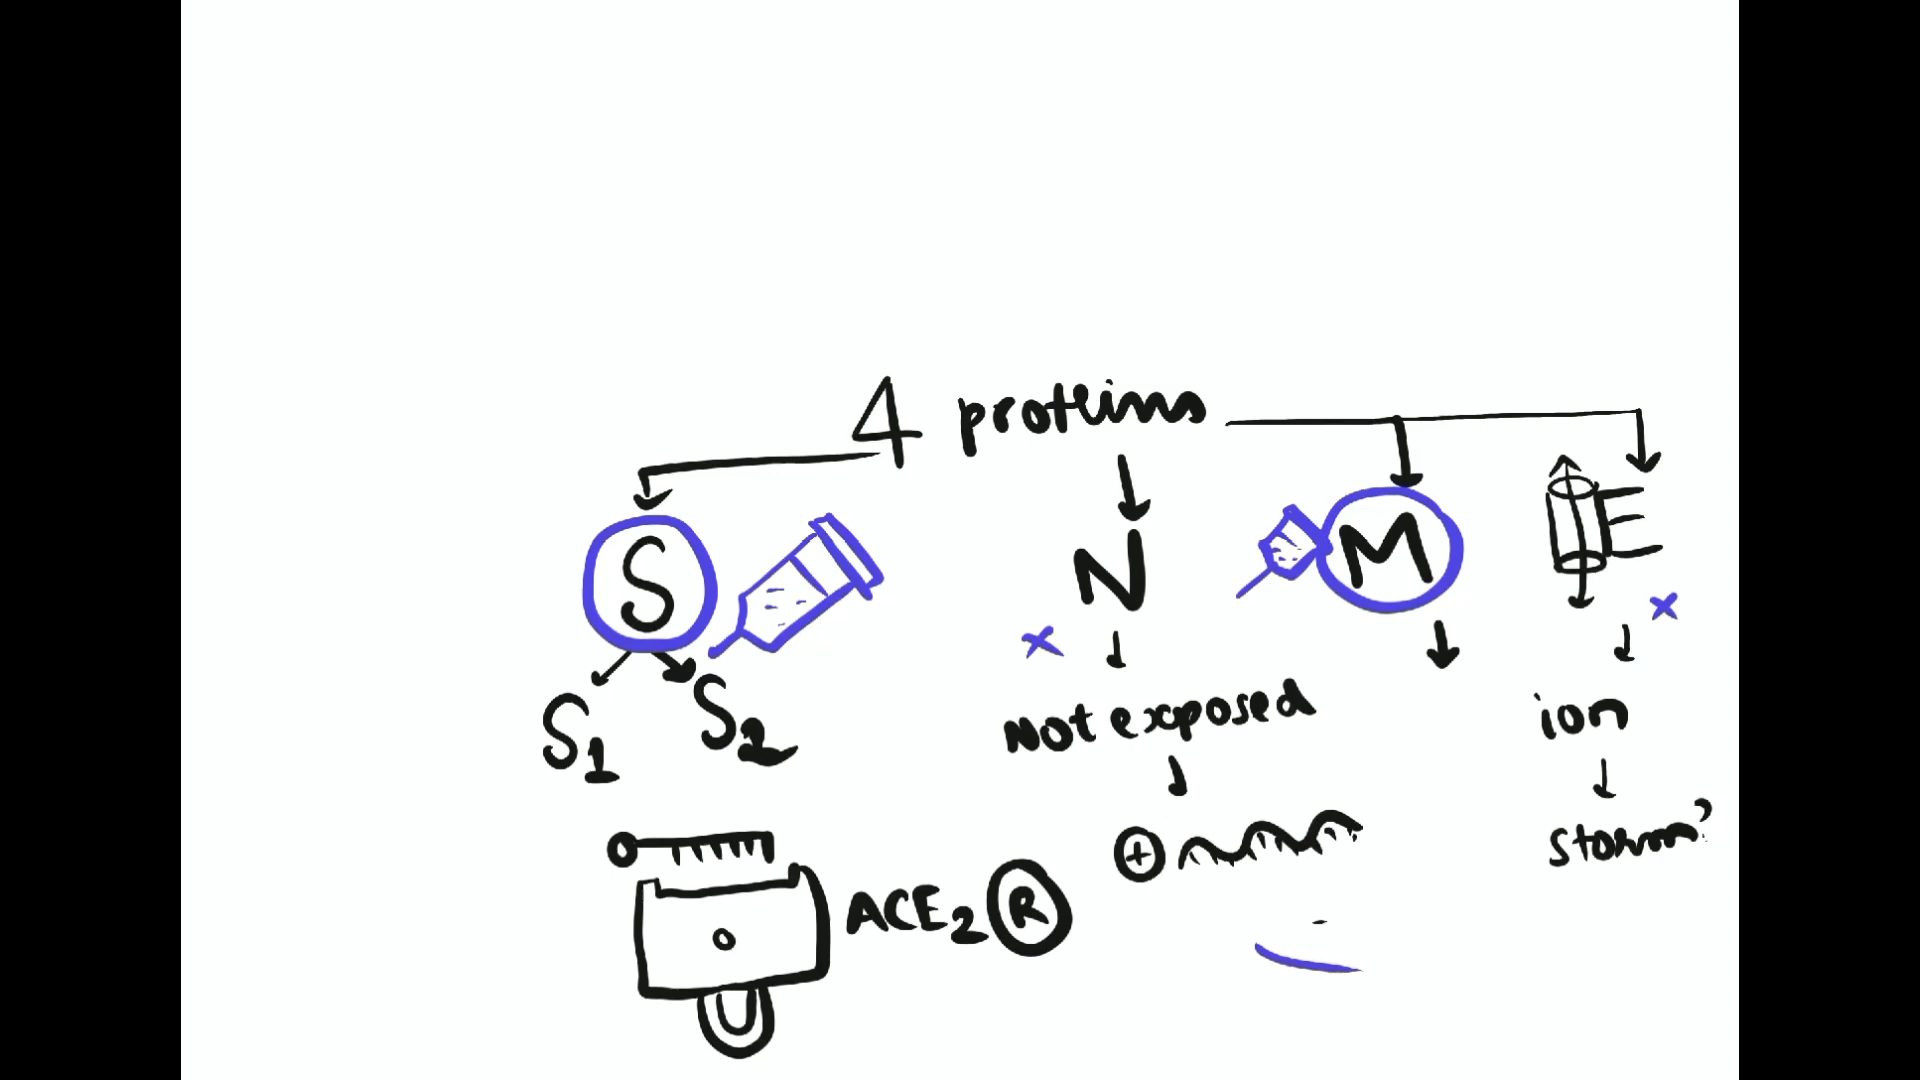 4 proteins
S N M E
S1 S2
Not exposed
ion
+
storm?
ACE2 R